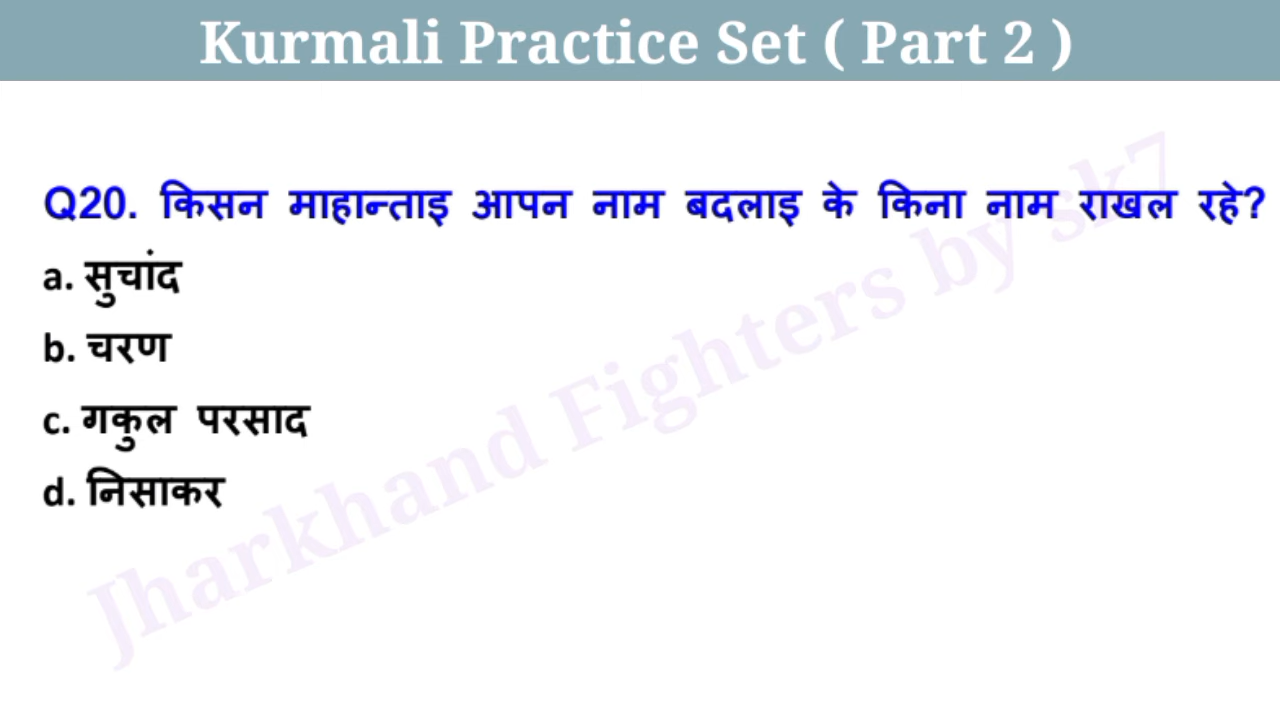 Kurmali Practice Set ( Part 2 )
Q20. किसन माहान्ताइ आपन नाम बदलाइ के किना नाम राखल रहे?
a. सुचांद
b. चरण
c. गकुल परसाद
d. निसाकर
Jharkhand Fighters by sk7